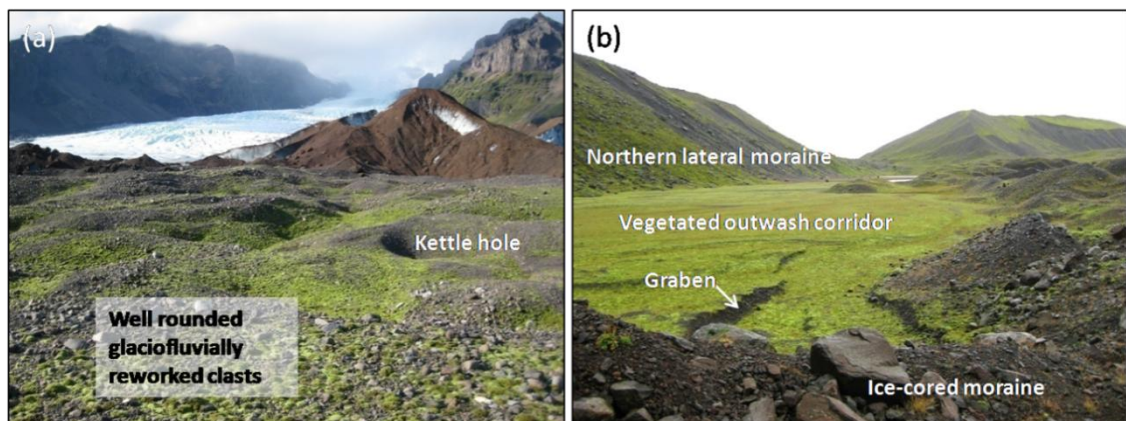 (a)
Kettle hole
Well rounded
glaciofluvially
reworked clasts
(b)
Northern lateral moraine
Vegetated outwash corridor
Graben
Ice-cored moraine